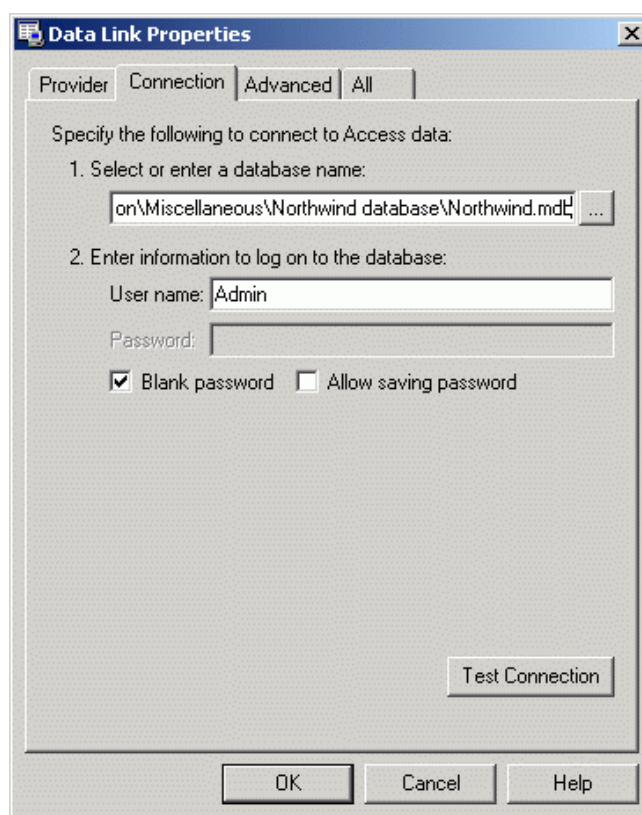 Data Link Properties
Provider Connection Advanced All
Specify the following to connect to Access data:
1. Select or enter a database name:
on\Miscellaneous\Northwind database\Northwind.mdb ...
2. Enter information to log on to the database:
User name: Admin
Password:
Blank password Allow saving password
Test Connection
OK Cancel Help